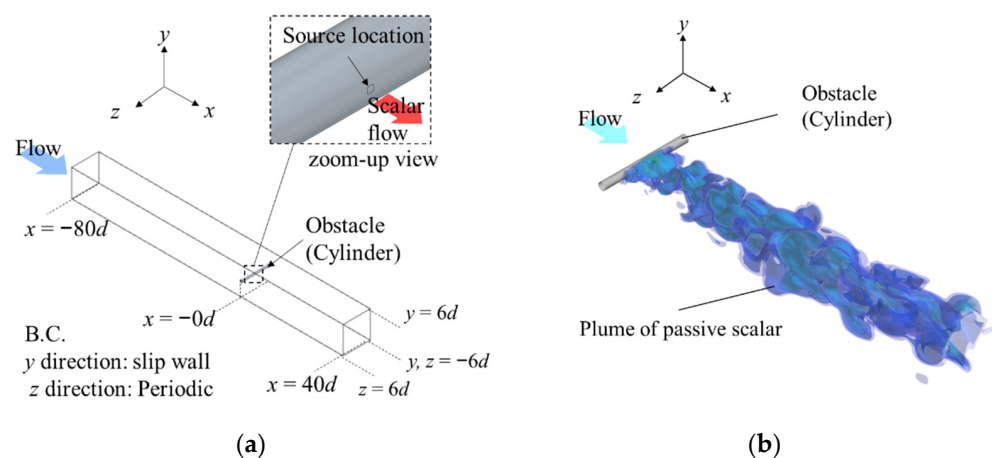 y
z
x
Flow
Source location
Scalar
flow
zoom-up view
Obstacle
(Cylinder)
x = −80d
x = −0d
x = 40d
y = 6d
y, z = −6d
z = 6d
B.C.
y direction: slip wall
z direction: Periodic
(a)
y
z
x
Flow
Obstacle
(Cylinder)
Plume of passive scalar
(b)